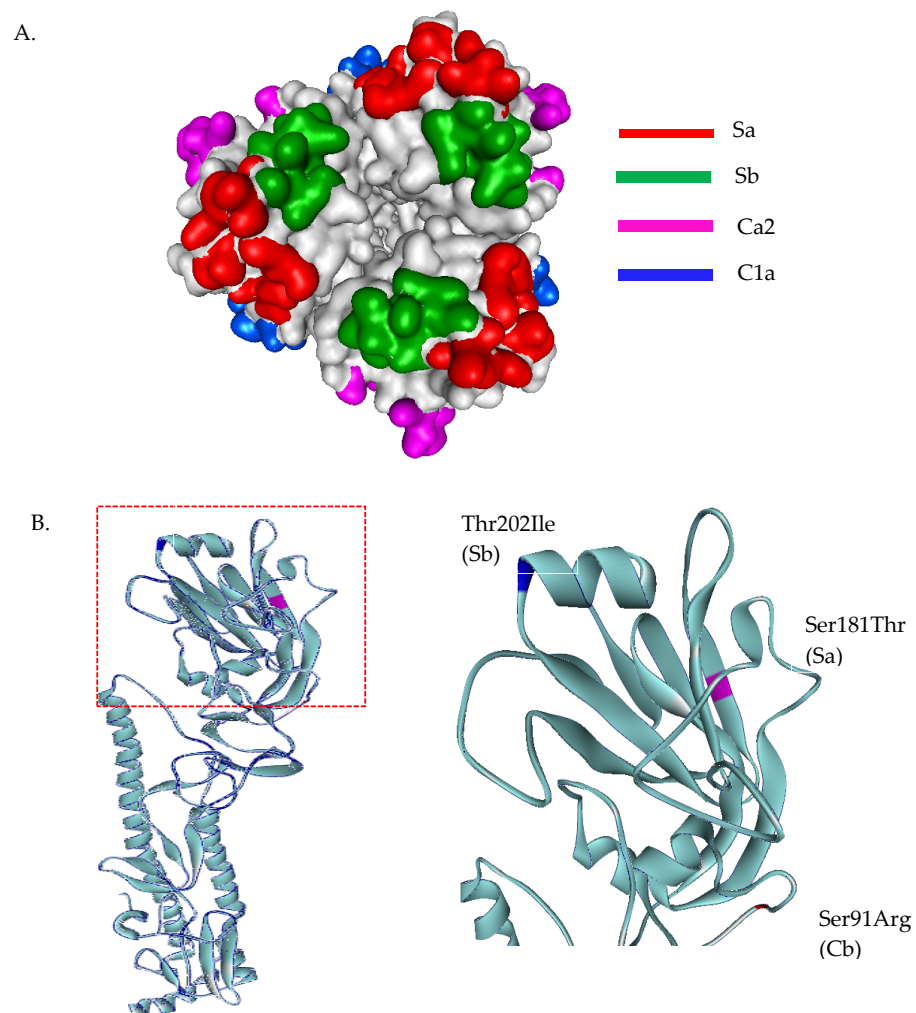 A.
Sa
Sb
Ca2
C1a
B.
Thr202Ile
(Sb)
Ser181Thr
(Sa)
Ser91Arg
(Cb)